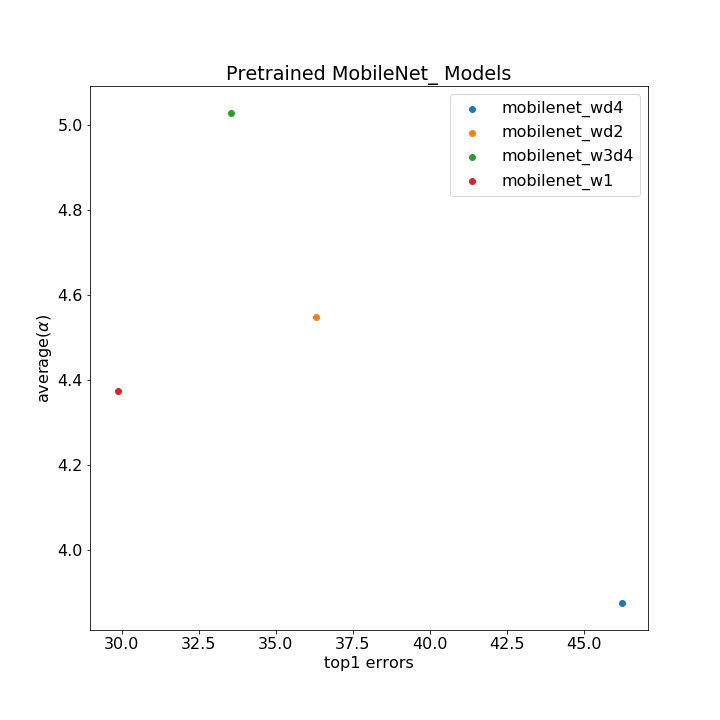 Pretrained MobileNet_ Models
mobilenet_wd4
mobilenet_wd2
mobilenet_w3d4
mobilenet_w1
average(α)
5.0
4.8
4.6
4.4
4.2
4.0
30.0 32.5 35.0 37.5 40.0 42.5 45.0
top1 errors